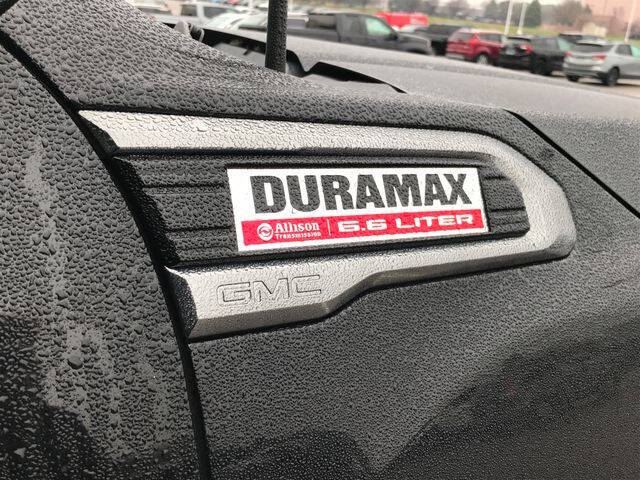 DURAMAX
Allison Transmission 6.6 LITER
GMC